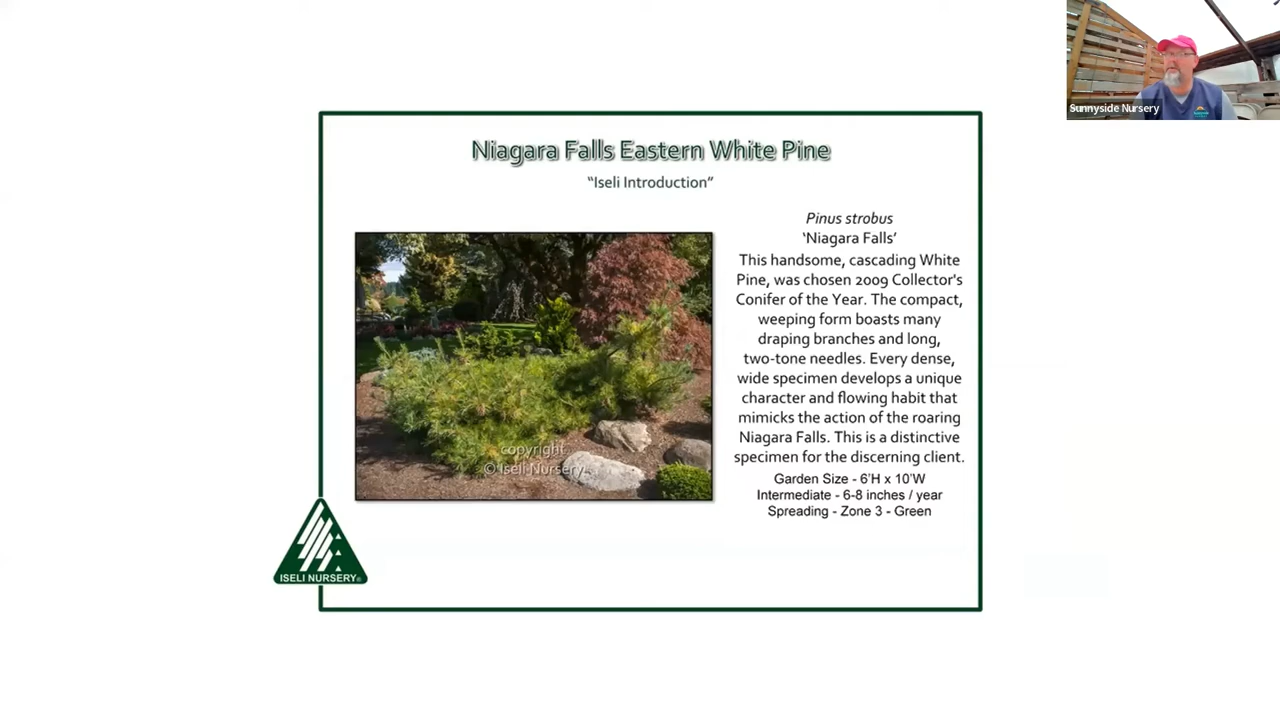 Sunnyside Nursery
Niagara Falls Eastern White Pine
“Iseli Introduction”
Pinus strobus
‘Niagara Falls’
This handsome, cascading White
Pine, was chosen 2009 Collector's
Conifer of the Year. The compact,
weeping form boasts many
draping branches and long,
two-tone needles. Every dense,
wide specimen develops a unique
character and flowing habit that
mimicks the action of the roaring
Niagara Falls. This is a distinctive
specimen for the discerning client.
Garden Size - 6'H x 10'W
Intermediate - 6-8 inches / year
Spreading - Zone 3 - Green
copyright
© Iseli Nursery
ISELI NURSERY®